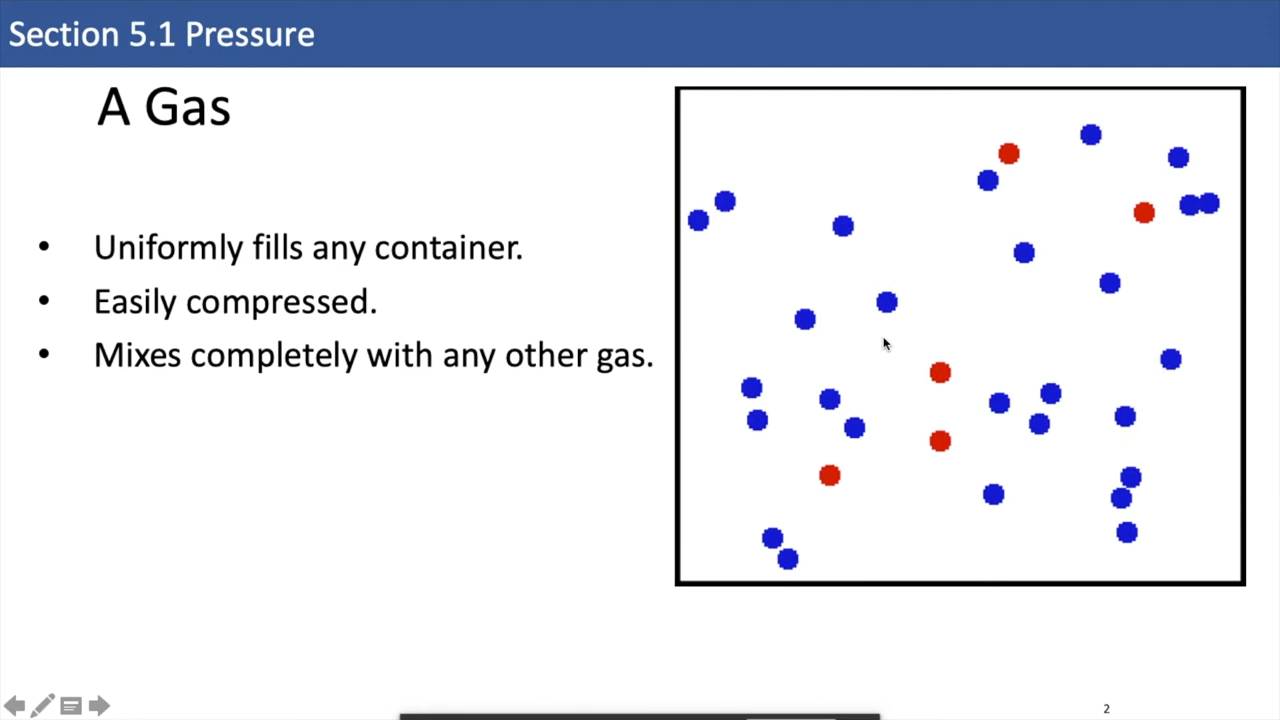 Section 5.1 Pressure
A Gas
• Uniformly fills any container.
• Easily compressed.
• Mixes completely with any other gas.
2